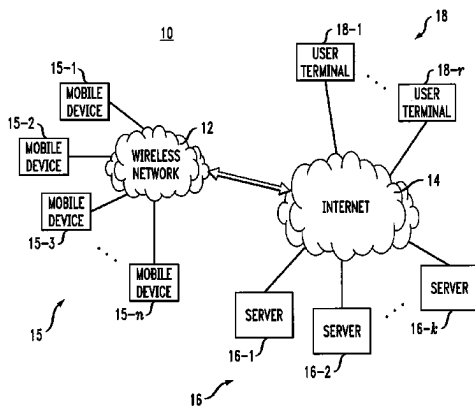 10
18
18-1
USER
TERMINAL
18-r
USER
TERMINAL
15-1
MOBILE
DEVICE
15-2
MOBILE
DEVICE
12
WIRELESS
NETWORK
14
INTERNET
MOBILE
DEVICE
15-3
MOBILE
DEVICE
15-n
15
SERVER
16-1
SERVER
16-2
SERVER
16-k
16